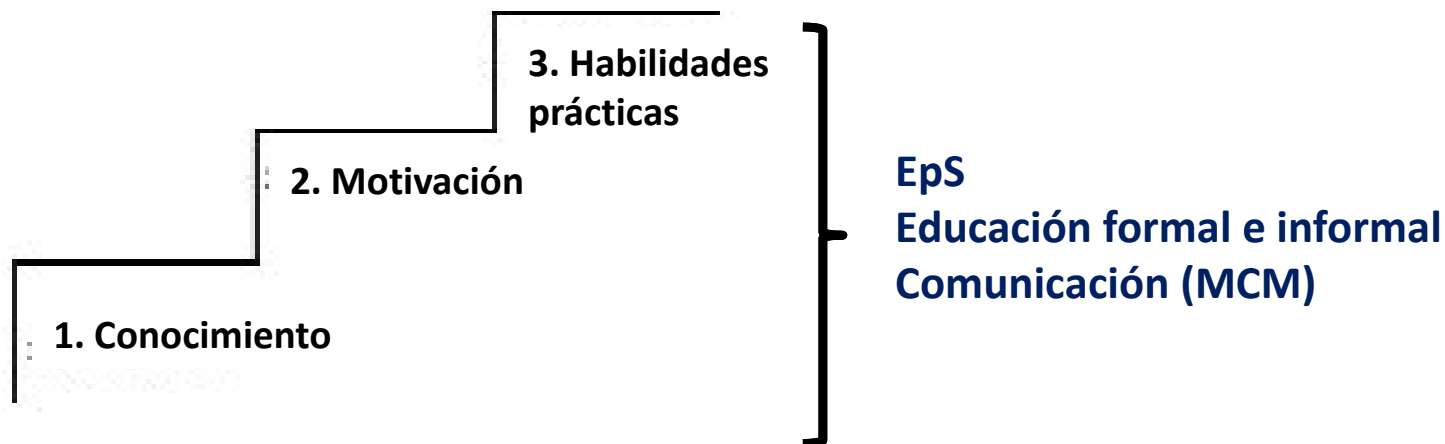 3. Habilidades
prácticas
2. Motivación
1. Conocimiento
EpS
Educación formal e informal
Comunicación (MCM)